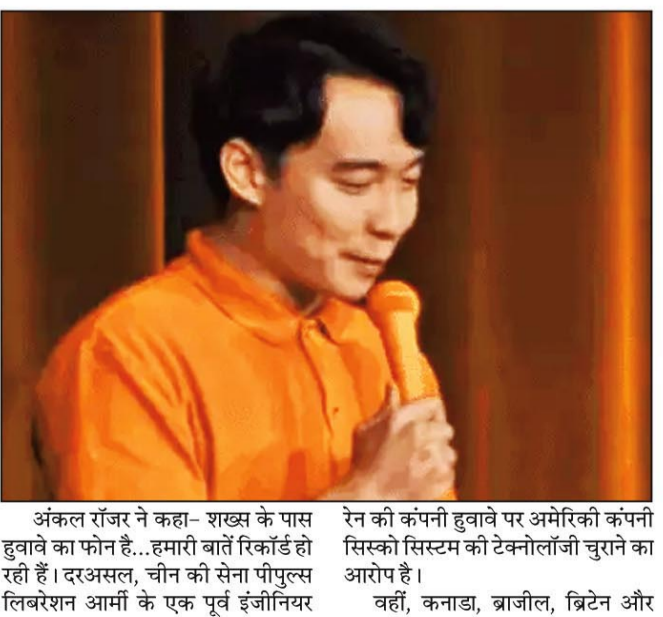 अंकल रॉजर ने कहा– शख्स के पास
हुवावे का फोन है...हमारी बातें रिकॉर्ड हो
रही हैं। दरअसल, चीन की सेना पीपुल्स
लिबरेशन आर्मी के एक पूर्व इंजीनियर
रेन की कंपनी हुवावे पर अमेरिकी कंपनी
सिस्को सिस्टम की टेक्नोलॉजी चुराने का
आरोप है।
वहीं, कनाडा, ब्राजील, ब्रिटेन और